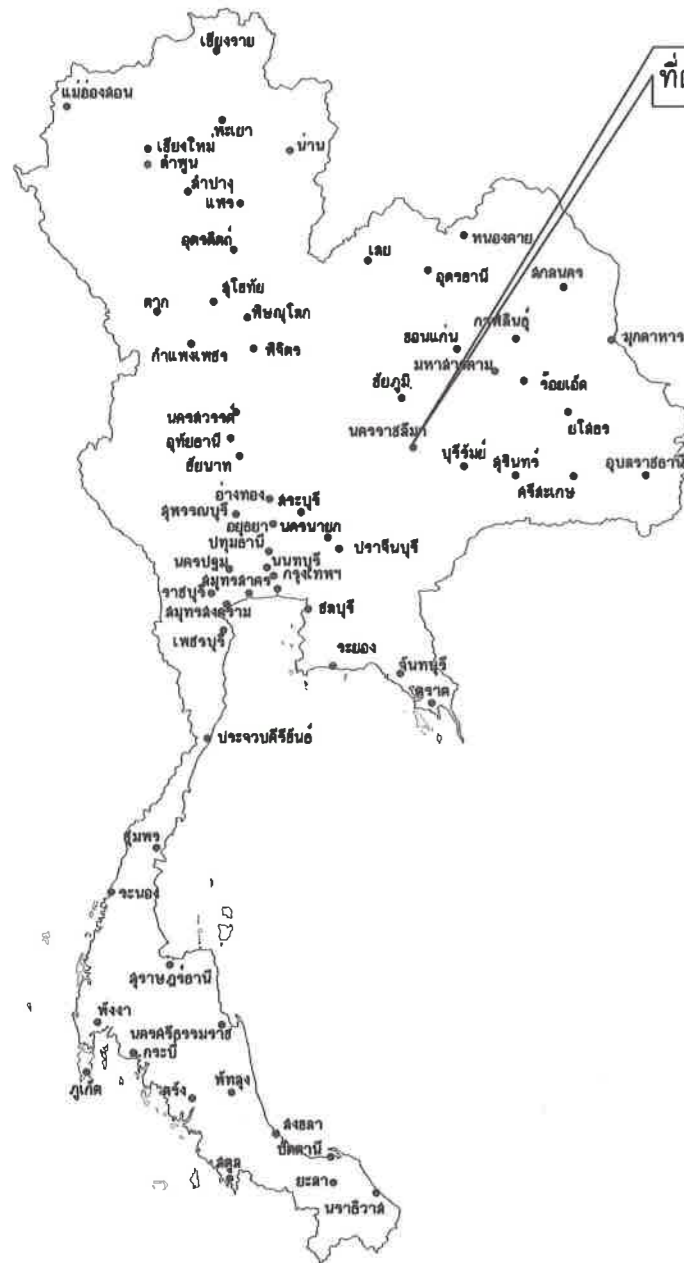 เชียงราย
ที่
แม่ฮ่องสอน
พะเยา
เชียงใหม่
น่าน
ลำพูน
ลำปาง
แพร่
อุตรดิตถ์
หนองคาย
เลย
อุดรธานี
สกลนคร
สุโขทัย
ตาก
พิษณุโลก
กาฬสินธุ์
มุกดาหาร
ขอนแก่น
กำแพงเพชร
พิจิตร
มหาสารคาม
ร้อยเอ็ด
ชัยภูมิ
นครสวรรค์
ยโสธร
นครราชสีมา
อุทัยธานี
ชัยนาท
บุรีรัมย์
สุรินทร์
อุบลราชธานี
ศรีสะเกษ
อ่างทอง
สระบุรี
สุพรรณบุรี
อยุธยา
นครนายก
ปทุมธานี
ปราจีนบุรี
นครปฐม
นนทบุรี
สมุทรสาคร
กรุงเทพฯ
ราชบุรี
สมุทรสงคราม
ชลบุรี
เพชรบุรี
ระยอง
จันทบุรี
ตราด
ประจวบคีรีขันธ์
ชุมพร
ระนอง
สุราษฎร์ธานี
พังงา
นครศรีธรรมราช
กระบี่
ภูเก็ต
ตรัง
พัทลุง
สงขลา
ปัตตานี
สตูล
ยะลา
นราธิวาส